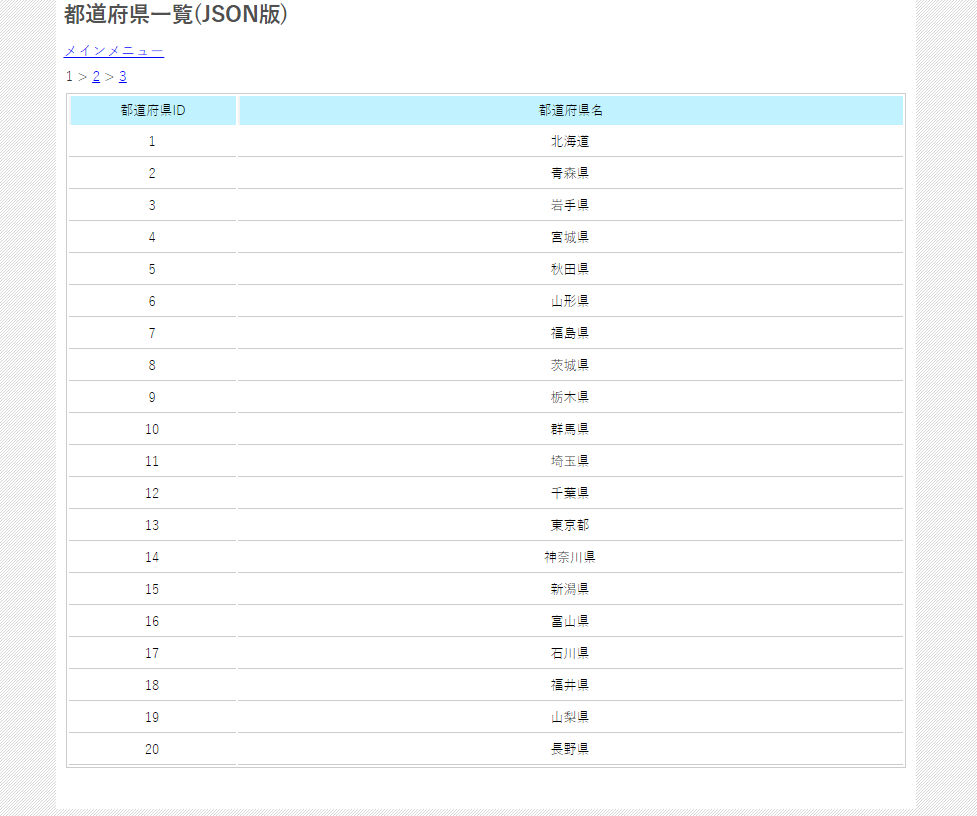 都道府県一覧(JSON版)
メインメニュー
1 > 2 > 3
都道府県ID 都道府県名
1 北海道
2 青森県
3 岩手県
4 宮城県
5 秋田県
6 山形県
7 福島県
8 茨城県
9 栃木県
10 群馬県
11 埼玉県
12 千葉県
13 東京都
14 神奈川県
15 新潟県
16 富山県
17 石川県
18 福井県
19 山梨県
20 長野県